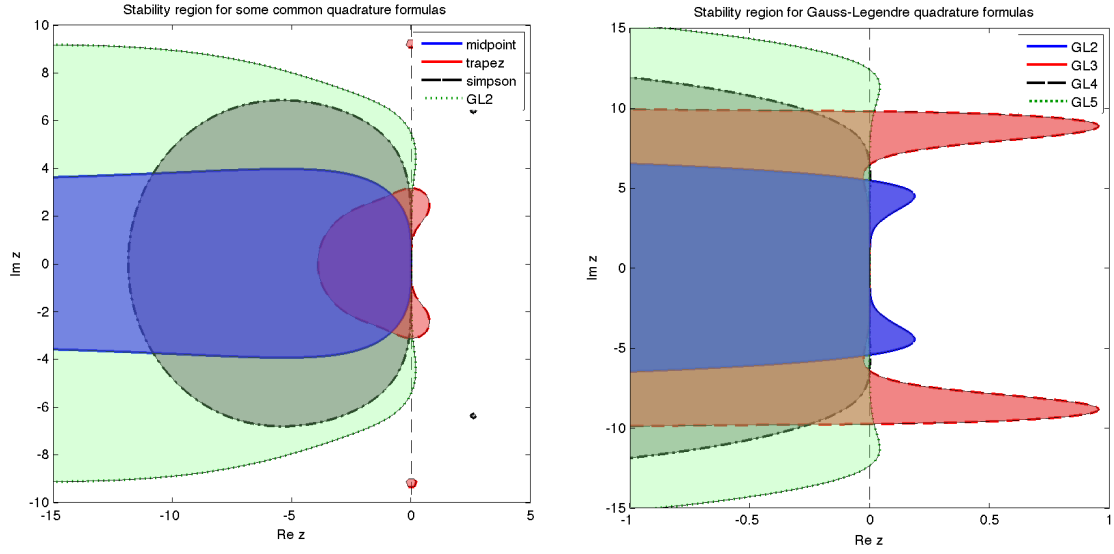 Stability region for some common quadrature formulas
10
8
6
4
2
0
-2
-4
-6
-8
-10
Im z
-15
-10
-5
0
5
Re z
midpoint
trapez
simpson
GL2
Stability region for Gauss-Legendre quadrature formulas
15
10
5
0
-5
-10
-15
Im z
-1
-0.5
0
0.5
1
Re z
GL2
GL3
GL4
GL5